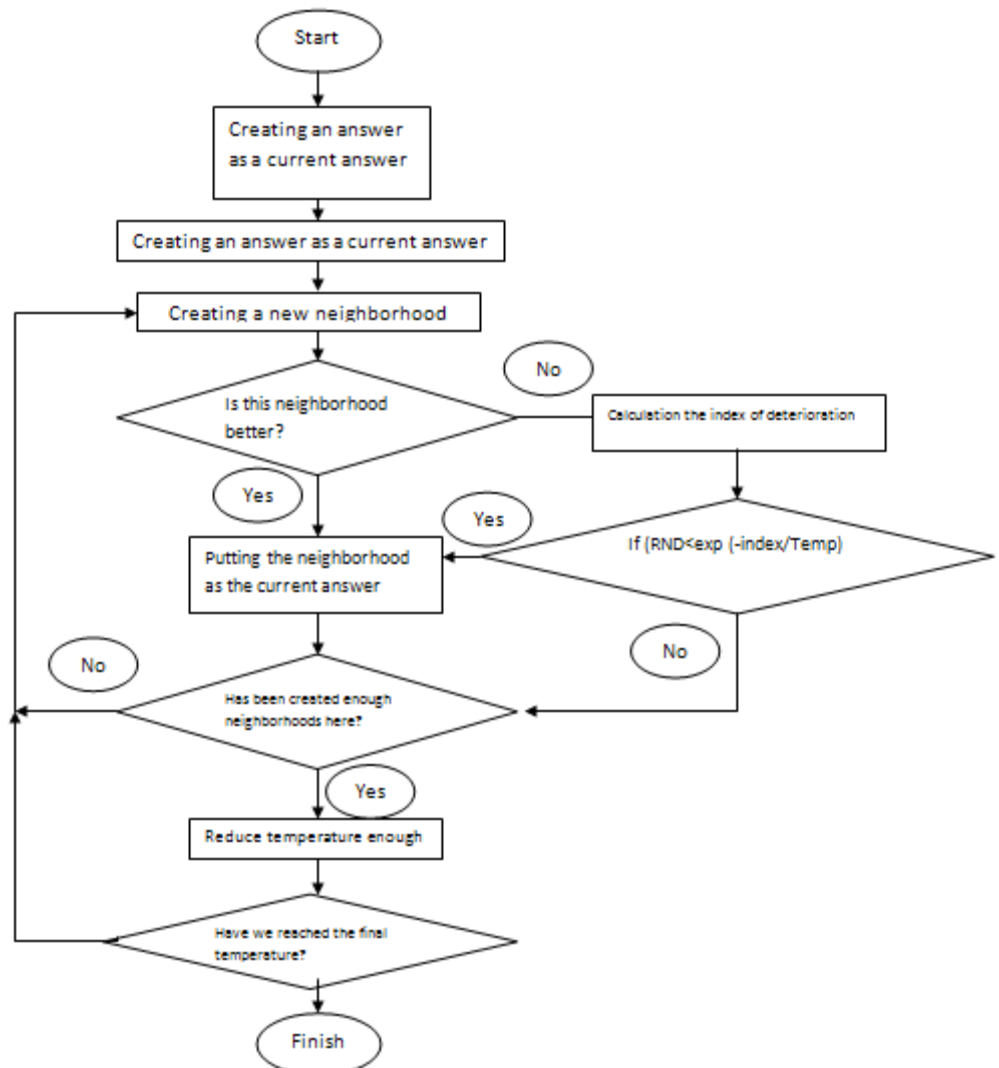 Start
Creating an answer
as a current answer
Creating an answer as a current answer
Creating a new neighborhood
No
Is this neighborhood
better?
Calculation the index of deterioration
Yes
Yes
If (RND<exp (-index/Temp)
Putting the neighborhood
as the current answer
No
No
Has been created enough
neighborhoods here?
Yes
Reduce temperature enough
Have we reached the final
temperature?
Finish